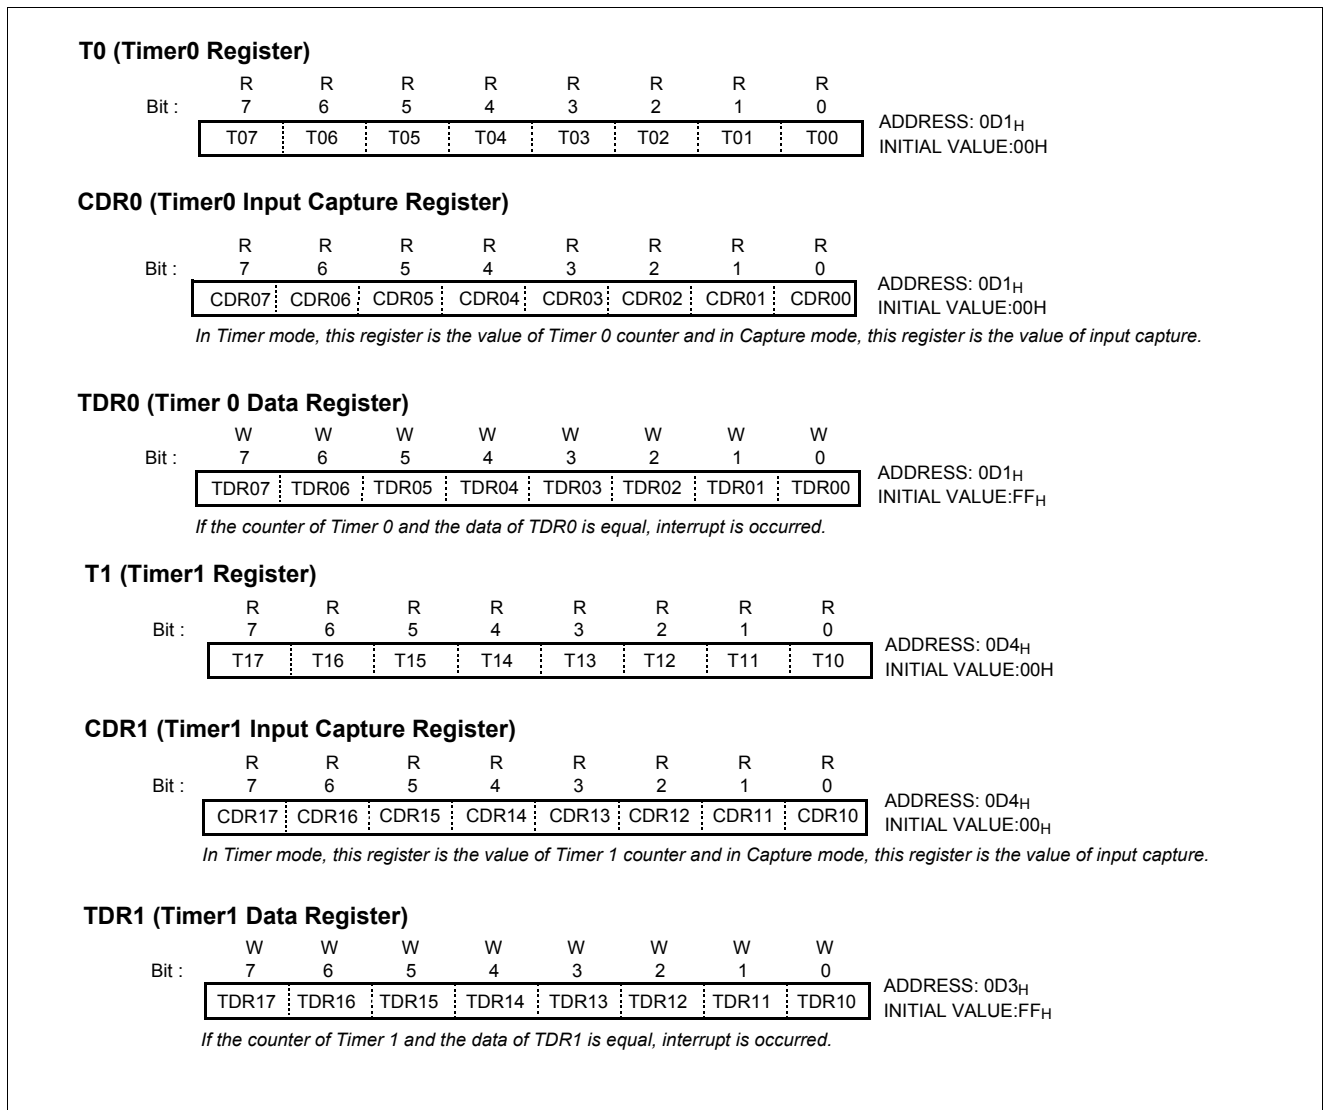 T0 (Timer0 Register)
R R R R R R R R
Bit : 7 6 5 4 3 2 1 0
T07 T06 T05 T04 T03 T02 T01 T00
ADDRESS: 0D1H
INITIAL VALUE:00H
CDR0 (Timer0 Input Capture Register)
R R R R R R R R
Bit : 7 6 5 4 3 2 1 0
CDR07 CDR06 CDR05 CDR04 CDR03 CDR02 CDR01 CDR00
ADDRESS: 0D1H
INITIAL VALUE:00H
In Timer mode, this register is the value of Timer 0 counter and in Capture mode, this register is the value of input capture.
TDR0 (Timer 0 Data Register)
W W W W W W W W
Bit : 7 6 5 4 3 2 1 0
TDR07 TDR06 TDR05 TDR04 TDR03 TDR02 TDR01 TDR00
ADDRESS: 0D1H
INITIAL VALUE:FFH
If the counter of Timer 0 and the data of TDR0 is equal, interrupt is occurred.
T1 (Timer1 Register)
R R R R R R R R
Bit : 7 6 5 4 3 2 1 0
T17 T16 T15 T14 T13 T12 T11 T10
ADDRESS: 0D4H
INITIAL VALUE:00H
CDR1 (Timer1 Input Capture Register)
R R R R R R R R
Bit : 7 6 5 4 3 2 1 0
CDR17 CDR16 CDR15 CDR14 CDR13 CDR12 CDR11 CDR10
ADDRESS: 0D4H
INITIAL VALUE:00H
In Timer mode, this register is the value of Timer 1 counter and in Capture mode, this register is the value of input capture.
TDR1 (Timer1 Data Register)
W W W W W W W W
Bit : 7 6 5 4 3 2 1 0
TDR17 TDR16 TDR15 TDR14 TDR13 TDR12 TDR11 TDR10
ADDRESS: 0D3H
INITIAL VALUE:FFH
If the counter of Timer 1 and the data of TDR1 is equal, interrupt is occurred.